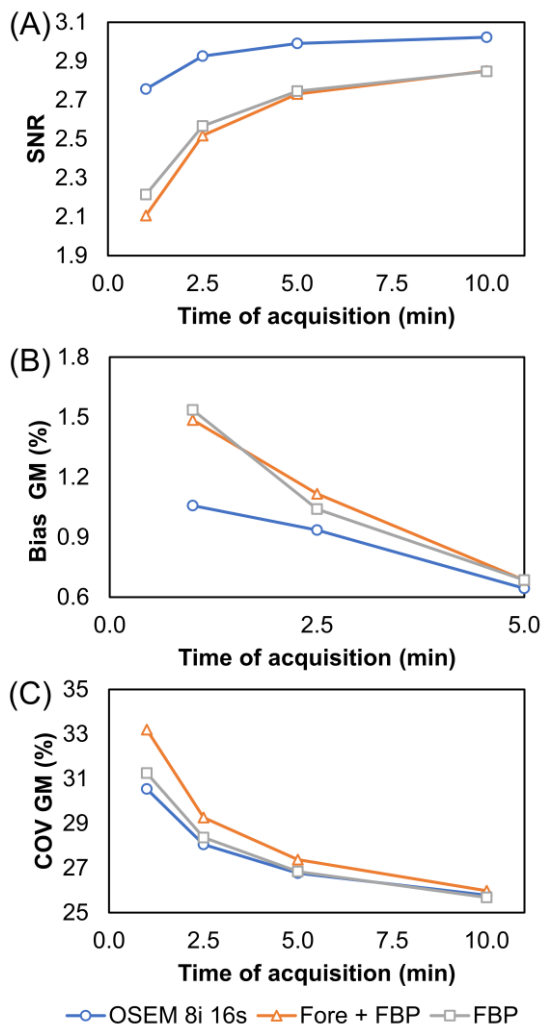 (A)
3.1
2.9
2.7
2.5
2.3
2.1
1.9
SNR
0.0 2.5 5.0 7.5 10.0
Time of acquisition (min)
(B)
1.8
1.5
1.2
0.9
0.6
Bias GM (%)
0.0 2.5 5.0
Time of acquisition (min)
(C)
35
33
31
29
27
25
COV GM (%)
0.0 2.5 5.0 7.5 10.0
Time of acquisition (min)
OSEM 8i 16s Fore + FBP FBP